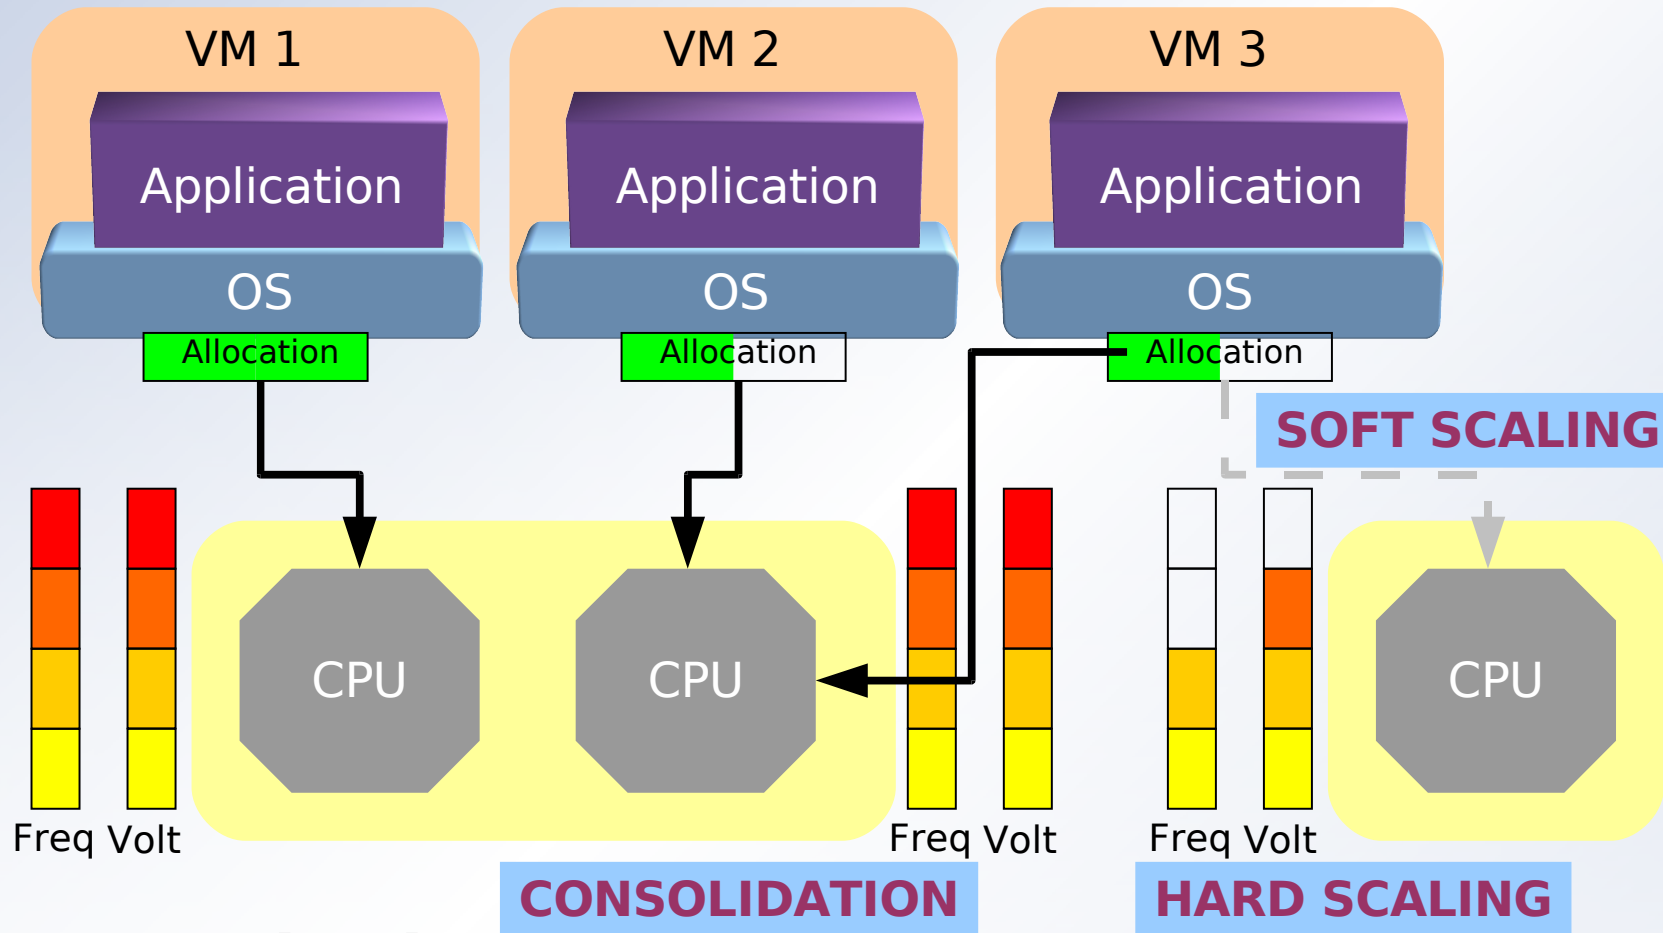 VM 1
VM 2
VM 3
Application
Application
Application
OS
OS
OS
Allocation
Allocation
Allocation
SOFT SCALING
CPU
CPU
CPU
Freq Volt
Freq Volt
Freq Volt
CONSOLIDATION
HARD SCALING